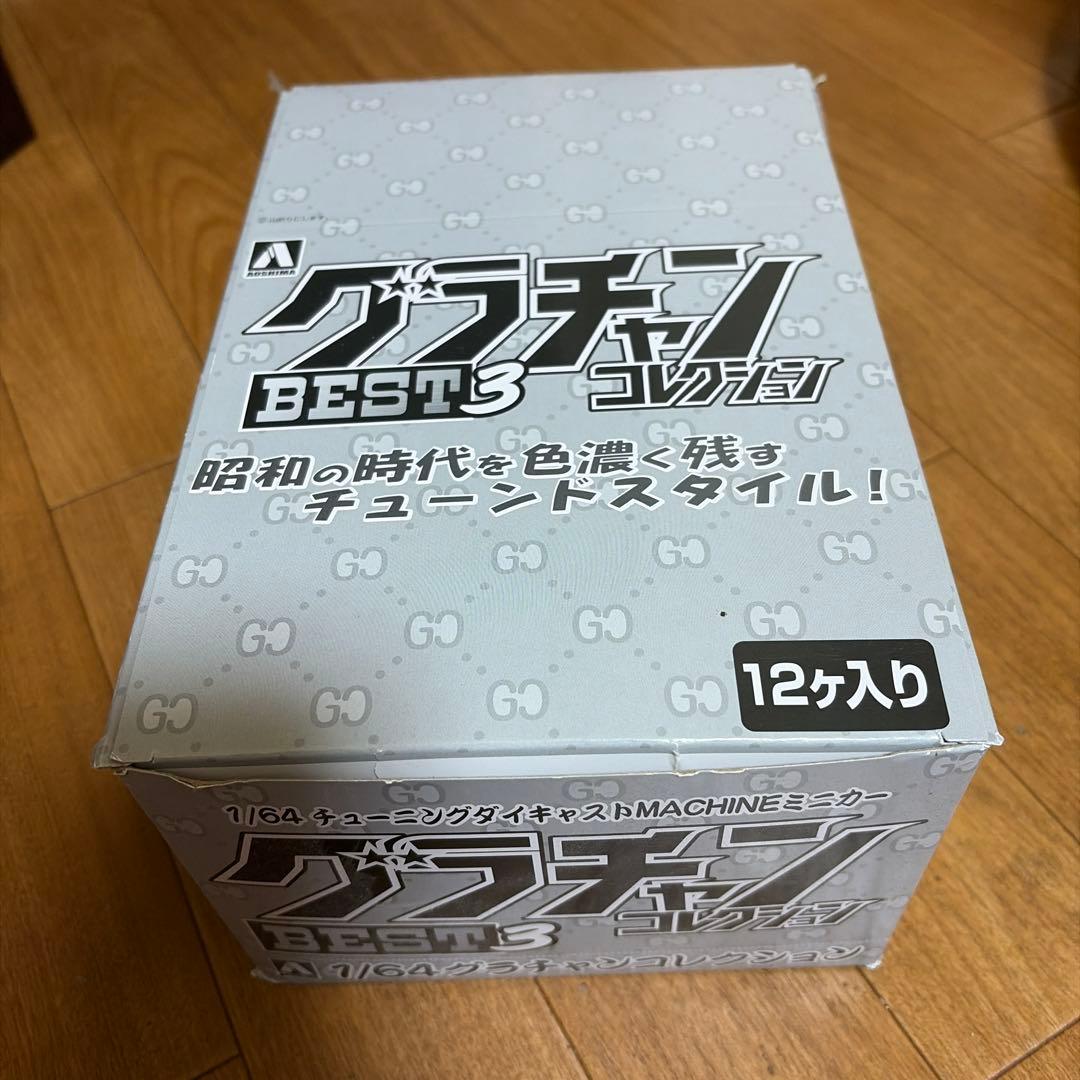 AOSHIMA
グラチャン
BEST3 コレクション
昭和の時代を色濃く残す
チューンドスタイル!
12ヶ入り
1/64 チューニングダイキャストMACHINEミニカー
グラチャン
BEST3 コレクション
1/64グラチャンコレクション